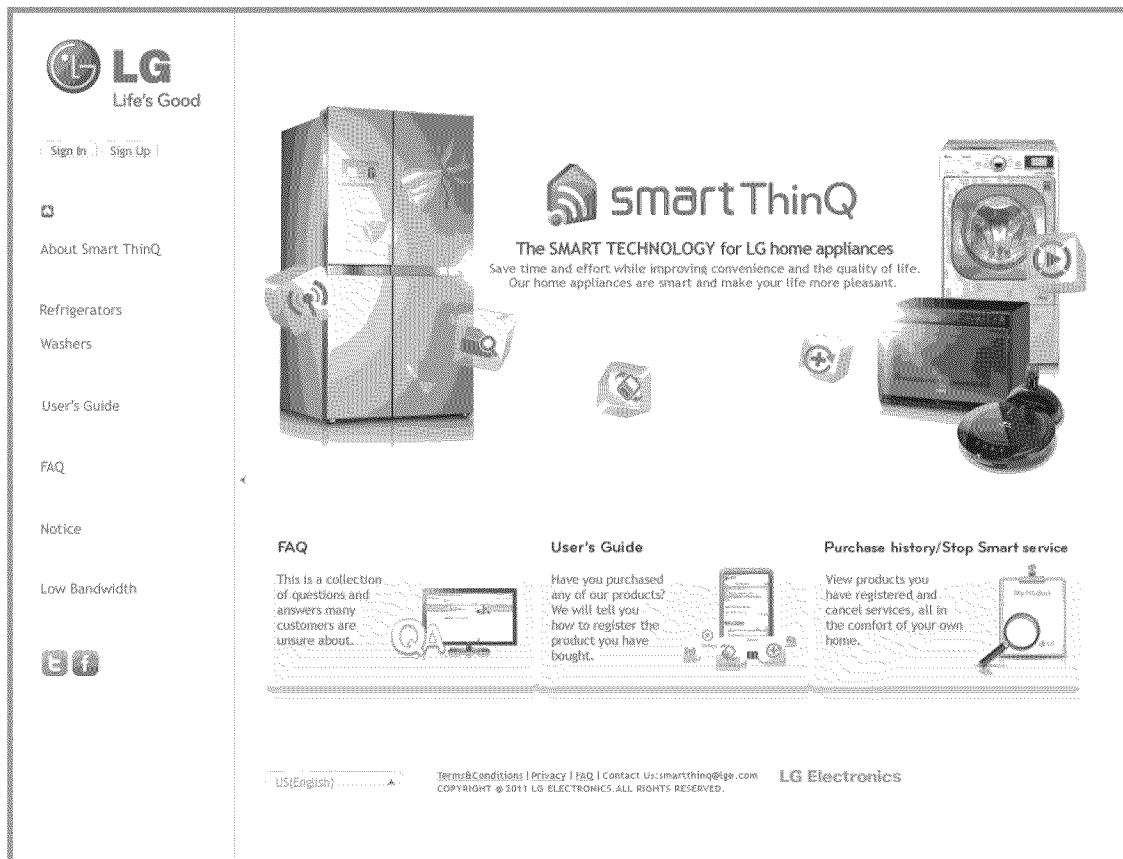 LG
Life's Good
Sign In
Sign Up
About Smart ThinQ
Refrigerators
Washers
User's Guide
FAQ
Notice
Low Bandwidth
smart ThinQ
The SMART TECHNOLOGY for LG home appliances
Save time and effort while improving convenience and the quality of life.
Our home appliances are smart and make your life more pleasant.
FAQ
This is a collection
of questions and
answers many
customers are
unsure about.
QA
User's Guide
Have you purchased
any of our products?
We will tell you
how to register the
product you have
bought.
Purchase history/Stop Smart service
View products you
have registered and
cancel services, all in
the comfort of your own
home.
My Product
US(English)
Terms&Conditions | Privacy | FAQ | Contact Us:smartthinq@lge.com
COPYRIGHT © 2011 LG ELECTRONICS.ALL RIGHTS RESERVED.
LG Electronics